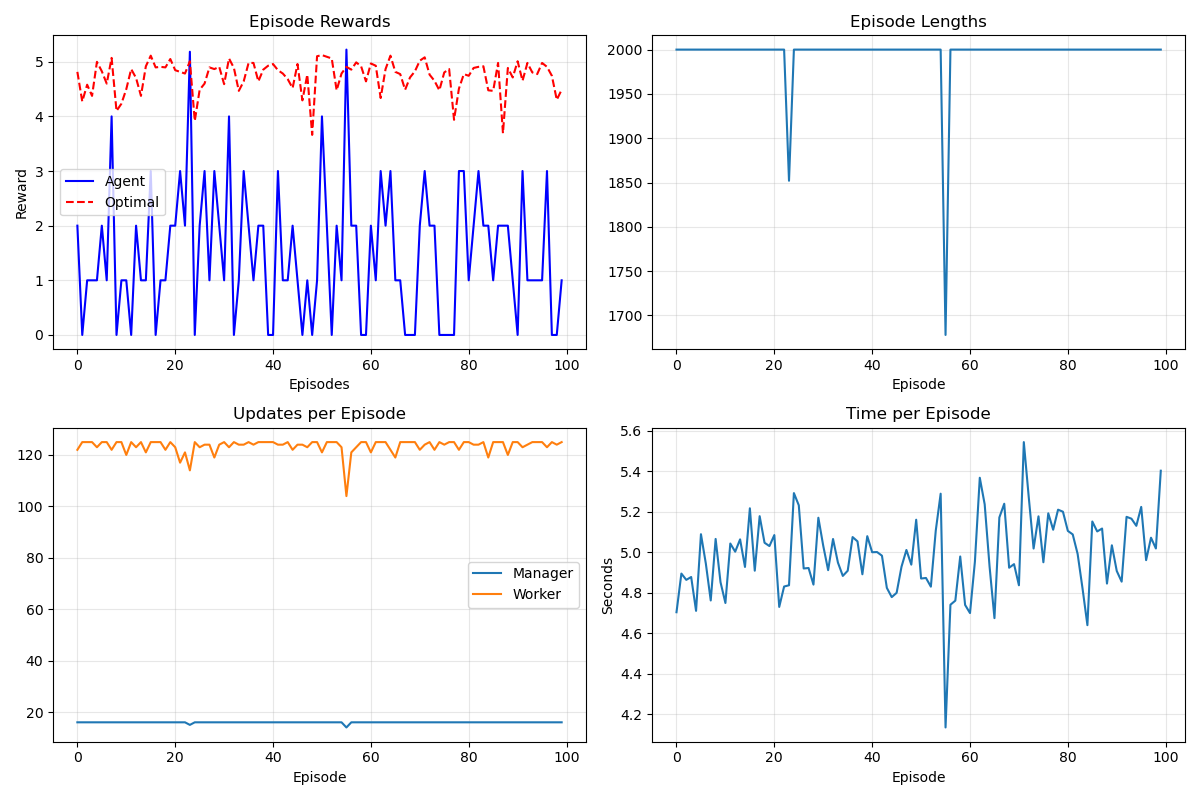 Episode Rewards
Reward
5
4
3
2
1
0
Agent
Optimal
0 20 40 60 80 100
Episodes
Episode Lengths
2000
1950
1900
1850
1800
1750
1700
0 20 40 60 80 100
Episode
Updates per Episode
120
100
80
60
40
20
Manager
Worker
0 20 40 60 80 100
Episode
Time per Episode
Seconds
5.6
5.4
5.2
5.0
4.8
4.6
4.4
4.2
0 20 40 60 80 100
Episode